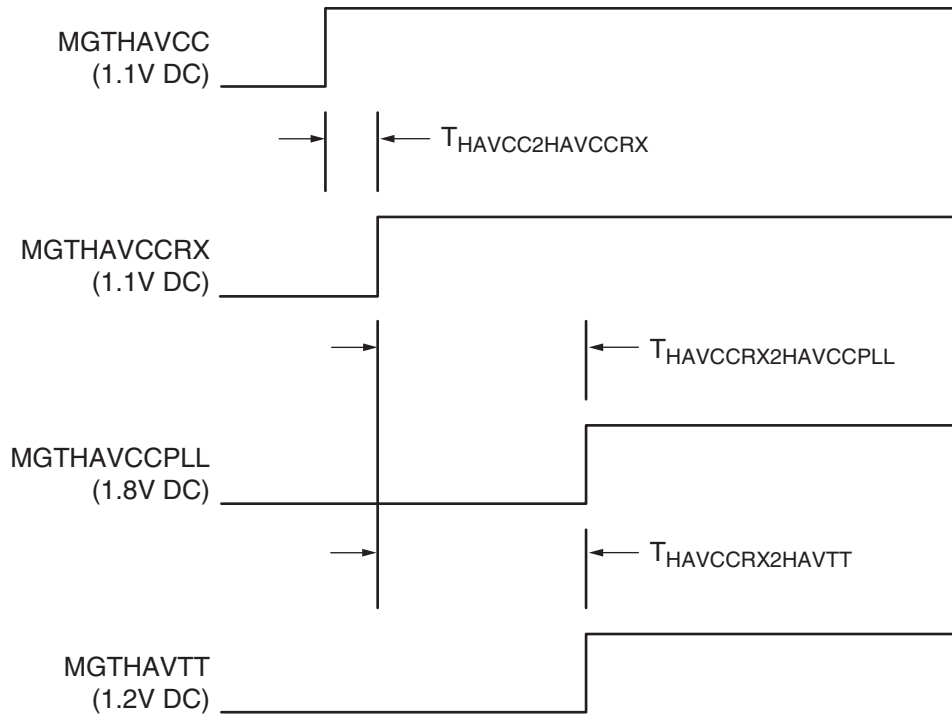 MGTHAVCC
(1.1V DC)
THAVCC2HAVCCRX
MGTHAVCCRX
(1.1V DC)
THAVCCRX2HAVCCPLL
MGTHAVCCPLL
(1.8V DC)
THAVCCRX2HAVTT
MGTHAVTT
(1.2V DC)